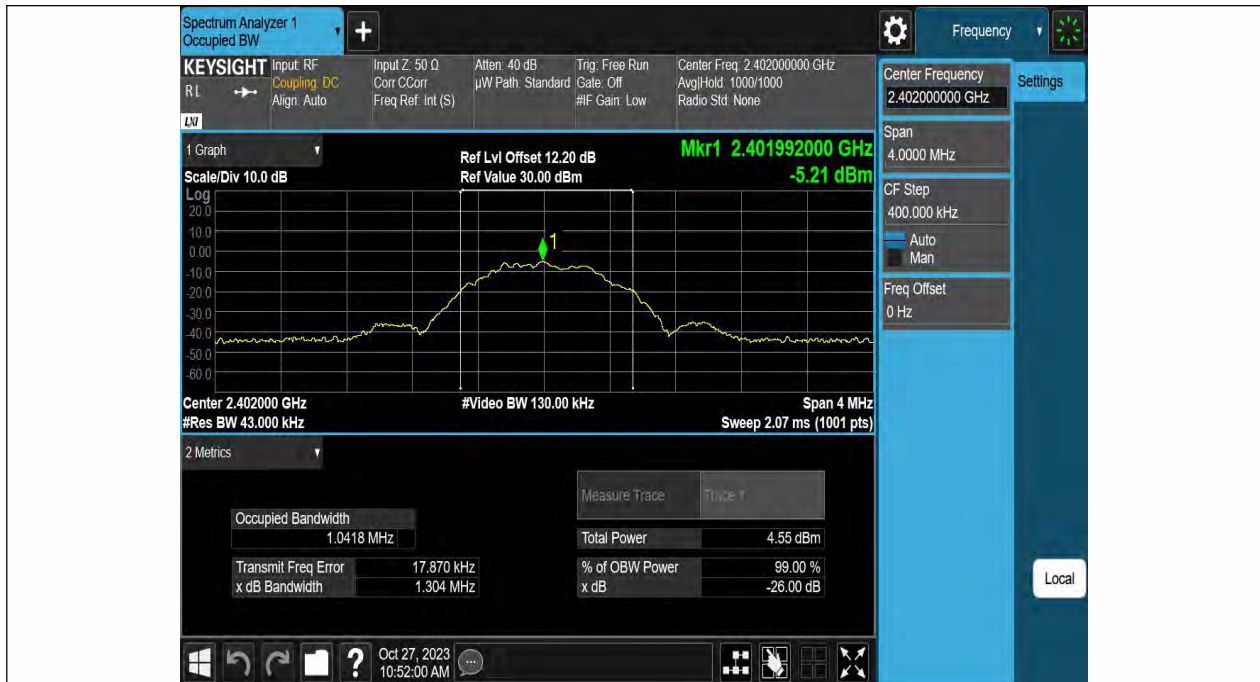 Spectrum Analyzer 1
Occupied BW
+
Frequency
KEYSIGHT
RL
LXI
Input: RF
Coupling: DC
Align: Auto
Input Z: 50 Ω
Corr CCorr
Freq Ref: Int (S)
Atten: 40 dB
µW Path: Standard
Trig: Free Run
Gate: Off
#IF Gain: Low
Center Freq: 2.402000000 GHz
Avg|Hold: 1000/1000
Radio Std: None
Center Frequency
2.402000000 GHz
Settings
Span
4.0000 MHz
CF Step
400.000 kHz
Auto
Man
Freq Offset
0 Hz
Local
1 Graph
Scale/Div 10.0 dB
Ref Lvl Offset 12.20 dB
Ref Value 30.00 dBm
Mkr1 2.401992000 GHz
-5.21 dBm
Log
20.0
10.0
0.00
-10.0
-20.0
-30.0
-40.0
-50.0
-60.0
1
Center 2.402000 GHz
#Res BW 43.000 kHz
#Video BW 130.00 kHz
Span 4 MHz
Sweep 2.07 ms (1001 pts)
2 Metrics
Measure Trace
Trace 1
Occupied Bandwidth
1.0418 MHz
Total Power 4.55 dBm
Transmit Freq Error 17.870 kHz
x dB Bandwidth 1.304 MHz
% of OBW Power 99.00 %
x dB -26.00 dB
?
Oct 27, 2023
10:52:00 AM